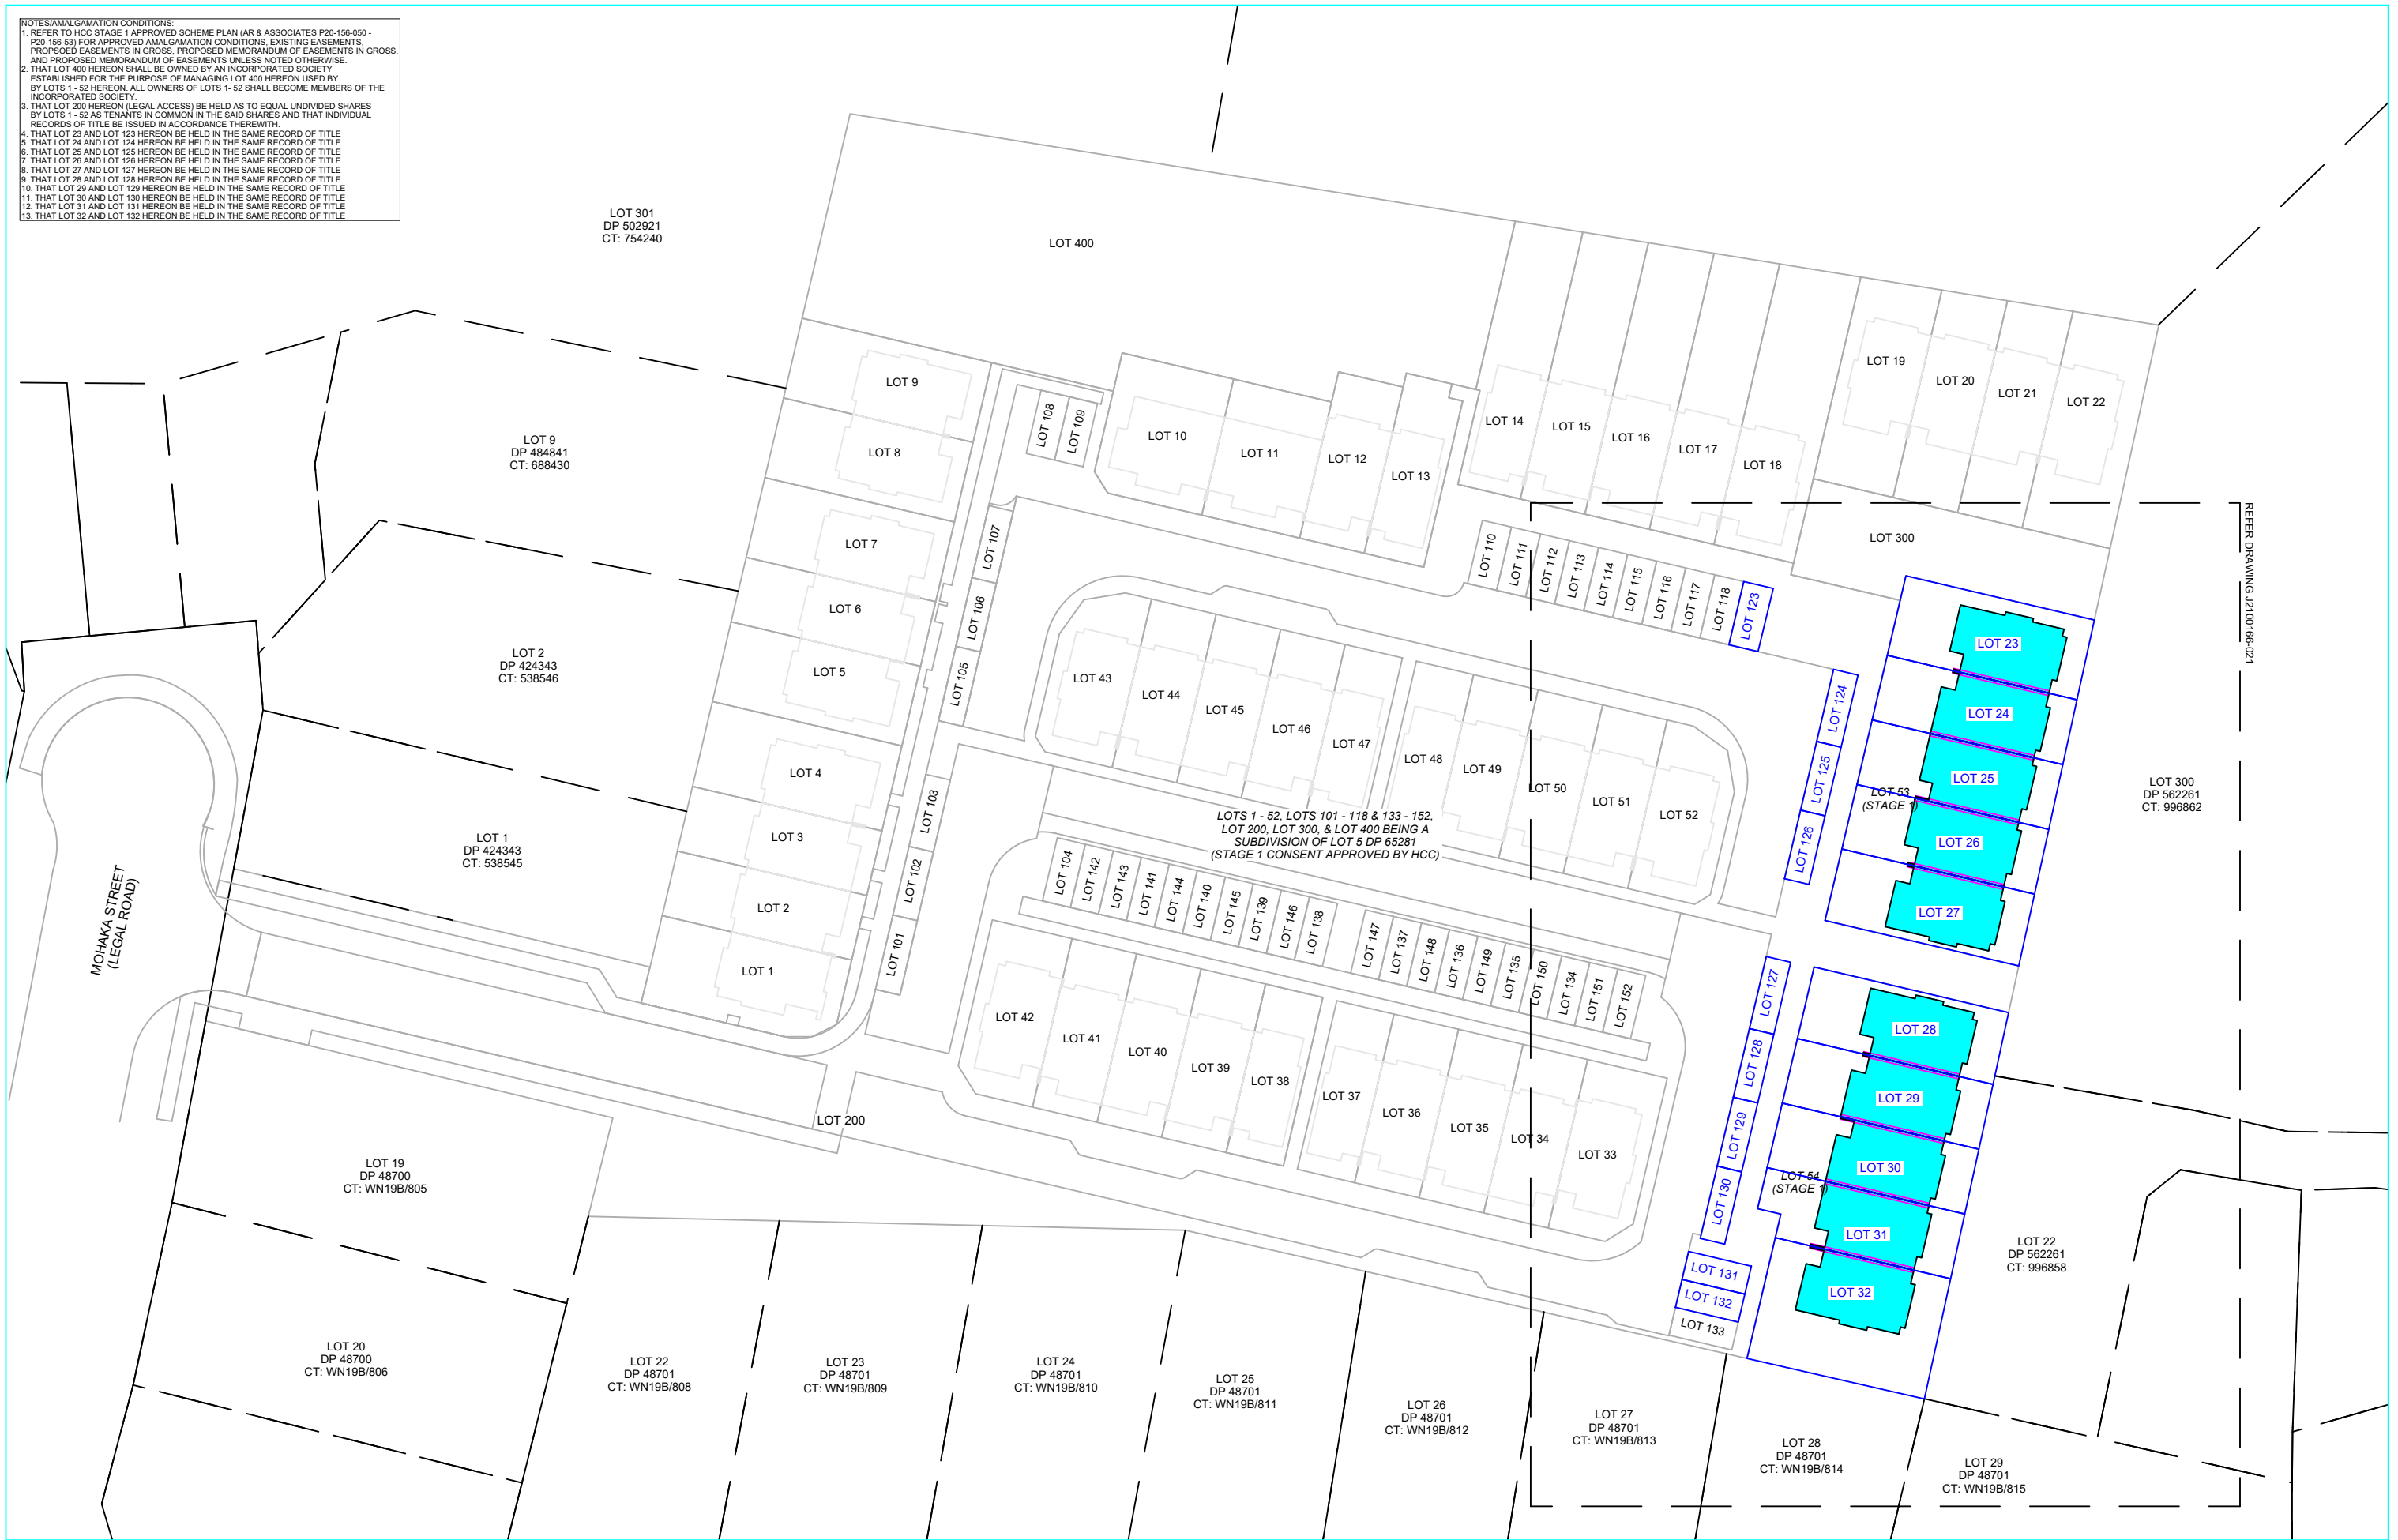 NOTES/AMALGAMATION CONDITIONS:
1. REFER TO HCC STAGE 1 APPROVED SCHEME PLAN (AR & ASSOCIATES P20-156-050 -
P20-156-53) FOR APPROVED AMALGAMATION CONDITIONS, EXISTING EASEMENTS,
PROPSOED EASEMENTS IN GROSS, PROPOSED MEMORANDUM OF EASEMENTS IN GROSS,
AND PROPOSED MEMORANDUM OF EASEMENTS UNLESS NOTED OTHERWISE.
2. THAT LOT 400 HEREON SHALL BE OWNED BY AN INCORPORATED SOCIETY
ESTABLISHED FOR THE PURPOSE OF MANAGING LOT 400 HEREON USED BY
BY LOTS 1 - 52 HEREON. ALL OWNERS OF LOTS 1- 52 SHALL BECOME MEMBERS OF THE
INCORPORATED SOCIETY.
3. THAT LOT 200 HEREON (LEGAL ACCESS) BE HELD AS TO EQUAL UNDIVIDED SHARES
BY LOTS 1 - 52 AS TENANTS IN COMMON IN THE SAID SHARES AND THAT INDIVIDUAL
RECORDS OF TITLE BE ISSUED IN ACCORDANCE THEREWITH.
4. THAT LOT 23 AND LOT 123 HEREON BE HELD IN THE SAME RECORD OF TITLE
5. THAT LOT 24 AND LOT 124 HEREON BE HELD IN THE SAME RECORD OF TITLE
6. THAT LOT 25 AND LOT 125 HEREON BE HELD IN THE SAME RECORD OF TITLE
7. THAT LOT 26 AND LOT 126 HEREON BE HELD IN THE SAME RECORD OF TITLE
8. THAT LOT 27 AND LOT 127 HEREON BE HELD IN THE SAME RECORD OF TITLE
9. THAT LOT 28 AND LOT 128 HEREON BE HELD IN THE SAME RECORD OF TITLE
10. THAT LOT 29 AND LOT 129 HEREON BE HELD IN THE SAME RECORD OF TITLE
11. THAT LOT 30 AND LOT 130 HEREON BE HELD IN THE SAME RECORD OF TITLE
12. THAT LOT 31 AND LOT 131 HEREON BE HELD IN THE SAME RECORD OF TITLE
13. THAT LOT 32 AND LOT 132 HEREON BE HELD IN THE SAME RECORD OF TITLE
LOT 301
DP 502921
CT: 754240
LOT 400
LOT 9
DP 484841
CT: 688430
LOT 2
DP 424343
CT: 538546
LOT 1
DP 424343
CT: 538545
MOHAKA STREET
(LEGAL ROAD)
LOT 9
LOT 8
LOT 7
LOT 6
LOT 5
LOT 4
LOT 3
LOT 2
LOT 1
LOT 108
LOT 109
LOT 107
LOT 106
LOT 105
LOT 103
LOT 102
LOT 101
LOT 10
LOT 11
LOT 12
LOT 13
LOT 14
LOT 15
LOT 16
LOT 17
LOT 18
LOT 19
LOT 20
LOT 21
LOT 22
LOT 300
LOT 110
LOT 111
LOT 112
LOT 113
LOT 114
LOT 115
LOT 116
LOT 117
LOT 118
LOT 123
REFER DRAWING J2100166-021
LOT 43
LOT 44
LOT 45
LOT 46
LOT 47
LOT 48
LOT 49
LOT 50
LOT 51
LOT 52
LOTS 1 - 52, LOTS 101 - 118 & 133 - 152,
LOT 200, LOT 300, & LOT 400 BEING A
SUBDIVISION OF LOT 5 DP 65281
(STAGE 1 CONSENT APPROVED BY HCC)
LOT 124
LOT 125
LOT 126
LOT 23
LOT 24
LOT 25
LOT 26
LOT 27
LOT 53
(STAGE 1)
LOT 300
DP 562261
CT: 996862
LOT 104
LOT 142
LOT 143
LOT 141
LOT 144
LOT 140
LOT 145
LOT 139
LOT 146
LOT 138
LOT 147
LOT 137
LOT 148
LOT 136
LOT 149
LOT 135
LOT 150
LOT 134
LOT 151
LOT 152
LOT 42
LOT 41
LOT 40
LOT 39
LOT 38
LOT 37
LOT 36
LOT 35
LOT 34
LOT 33
LOT 127
LOT 128
LOT 129
LOT 130
LOT 131
LOT 132
LOT 133
LOT 28
LOT 29
LOT 30
LOT 31
LOT 32
LOT 54
(STAGE 1)
LOT 200
LOT 19
DP 48700
CT: WN19B/805
LOT 20
DP 48700
CT: WN19B/806
LOT 22
DP 48701
CT: WN19B/808
LOT 23
DP 48701
CT: WN19B/809
LOT 24
DP 48701
CT: WN19B/810
LOT 25
DP 48701
CT: WN19B/811
LOT 26
DP 48701
CT: WN19B/812
LOT 27
DP 48701
CT: WN19B/813
LOT 28
DP 48701
CT: WN19B/814
LOT 29
DP 48701
CT: WN19B/815
LOT 22
DP 562261
CT: 996858